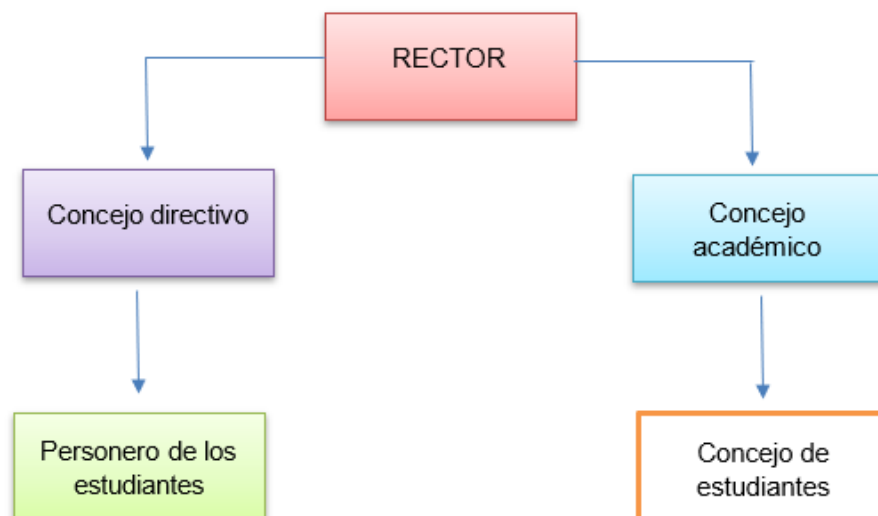 RECTOR
Concejo directivo
Concejo
académico
Personero de los
estudiantes
Concejo de
estudiantes